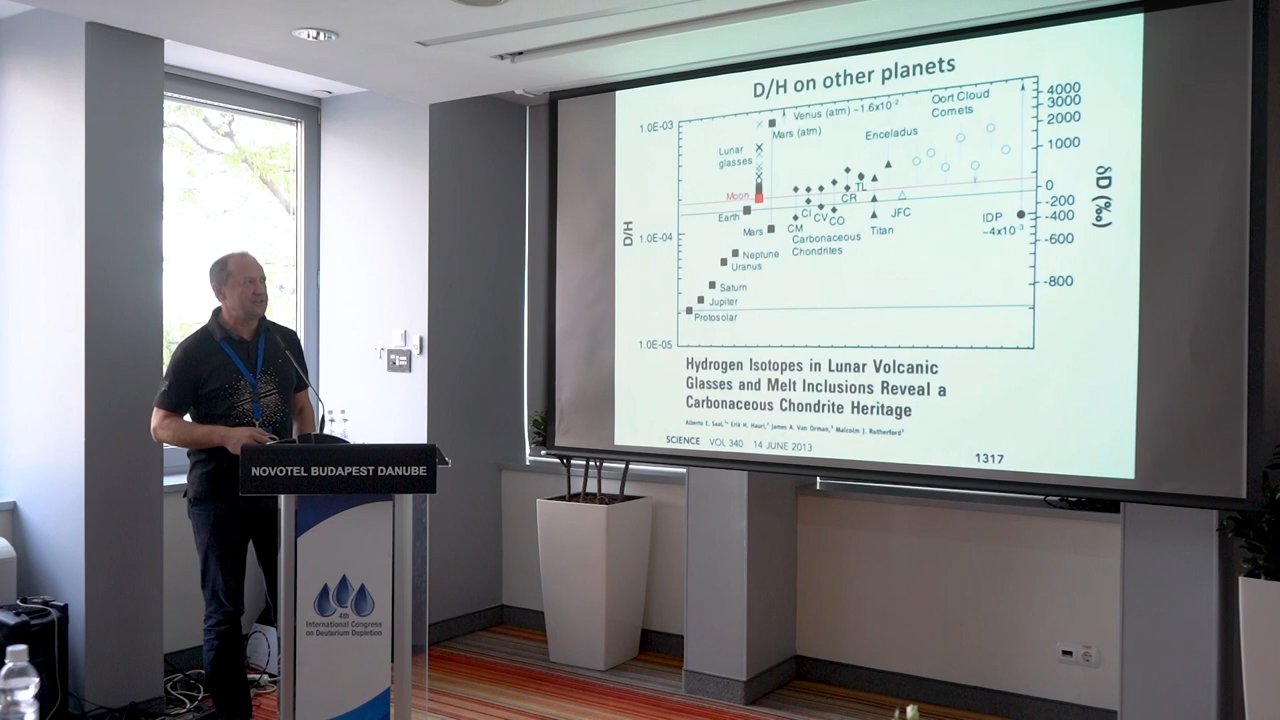 D/H on other planets
1.0E-03
1.0E-04
1.0E-05
D/H
Venus (atm) ~1.6x10⁻²
Mars (atm)
Oort Cloud
Comets
Enceladus
Lunar
glasses
Moon
Earth
Mars
Neptune
Uranus
Saturn
Jupiter
Protosolar
TL
CR
CI
CV
CO
CM
Carbonaceous
Chondrites
JFC
Titan
IDP
~4x10⁻³
4000
3000
2000
1000
0
-200
-400
-600
-800
δD (‰)
Hydrogen Isotopes in Lunar Volcanic
Glasses and Melt Inclusions Reveal a
Carbonaceous Chondrite Heritage
Alberto E. Saal, Erik H. Hauri, James A. Van Orman, Malcolm J. Rutherford
SCIENCE VOL 340 14 JUNE 2013
1317
NOVOTEL BUDAPEST DANUBE
4th
International Congress
on Deuterium Depletion